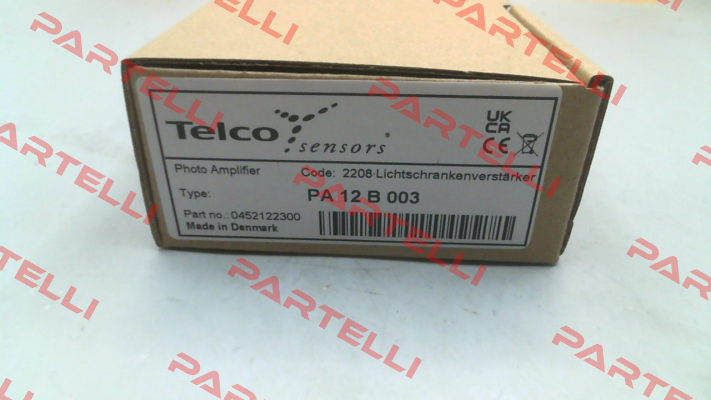 Telco sensors
UK CA
CE
Photo Amplifier Code: 2208-Lichtschrankenverstärker
Type: PA 12 B 003
Part no.: 0452122300
Made in Denmark
PARTELLI
PARTELLI
PARTELLI
PARTELLI
PARTELLI
PARTELLI
PARTELLI
PARTELLI
PARTELLI